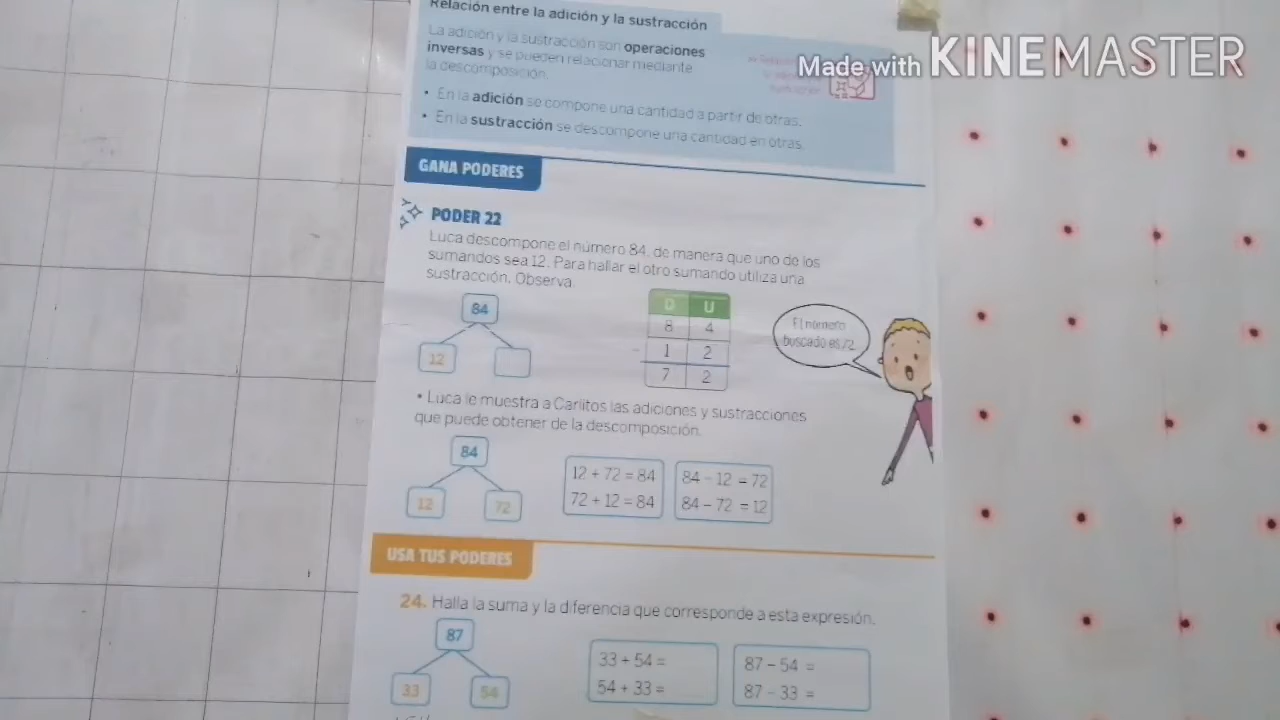 Relación entre la adición y la sustracción
La adición y la sustracción son operaciones
inversas y se pueden relacionar mediante
la descomposición.
Made with KINEMASTER
• En la adición se compone una cantidad a partir de otras.
• En la sustracción se descompone una cantidad en otras.
GANA PODERES
PODER 22
Luca descompone el número 84, de manera que uno de los
sumandos sea 12. Para hallar el otro sumando utiliza una
sustracción. Observa.
84
12
D U
8 4
- 1 2
7 2
El número
buscado es 72.
• Luca le muestra a Carlitos las adiciones y sustracciones
que puede obtener de la descomposición.
84
12 72
12 + 72 = 84
72 + 12 = 84
84 - 12 = 72
84 - 72 = 12
USA TUS PODERES
24. Halla la suma y la diferencia que corresponde a esta expresión.
87
33 54
33 + 54 =
54 + 33 =
87 - 54 =
87 - 33 =